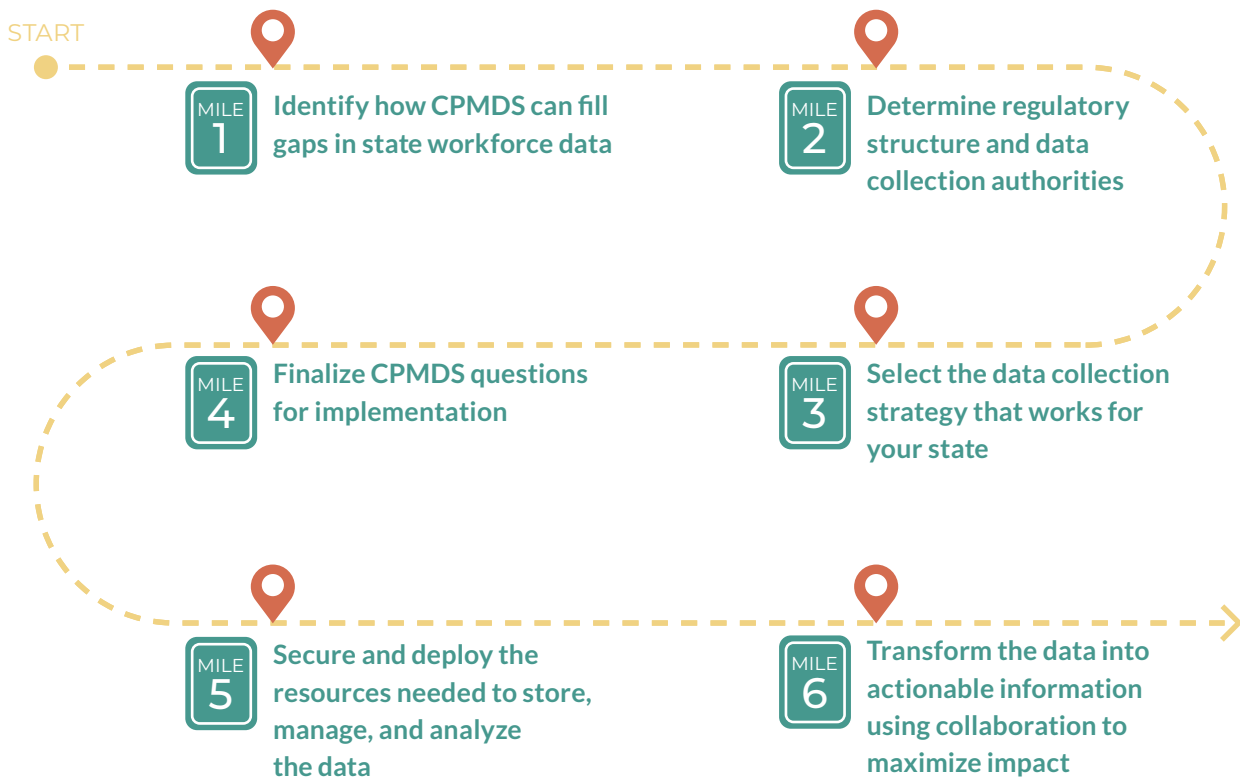 START
MILE
1
Identify how CPMDS can fill
gaps in state workforce data
MILE
2
Determine regulatory
structure and data
collection authorities
MILE
3
Select the data collection
strategy that works for
your state
MILE
4
Finalize CPMDS questions
for implementation
MILE
5
Secure and deploy the
resources needed to store,
manage, and analyze
the data
MILE
6
Transform the data into
actionable information
using collaboration to
maximize impact